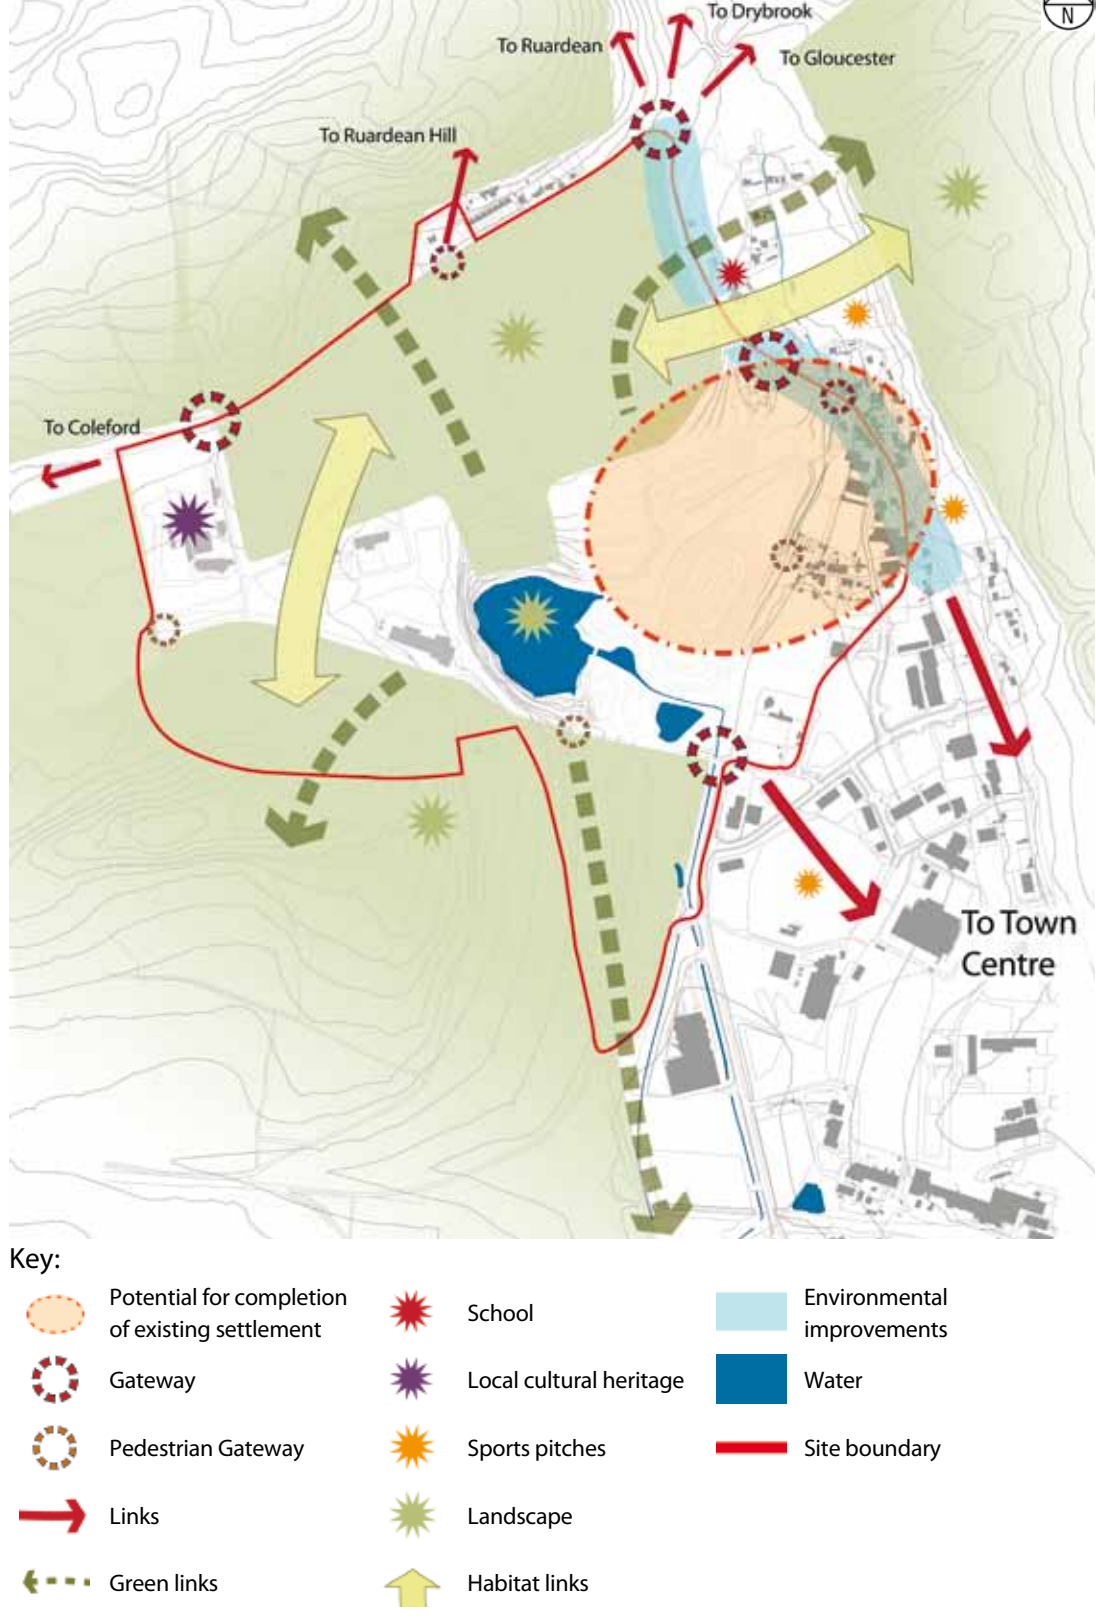 N
To Drybrook
To Ruardean
To Gloucester
To Ruardean Hill
To Coleford
To Town
Centre
Key:
Potential for completion
of existing settlement
School
Environmental
improvements
Gateway
Local cultural heritage
Water
Pedestrian Gateway
Sports pitches
Site boundary
Links
Landscape
Green links
Habitat links